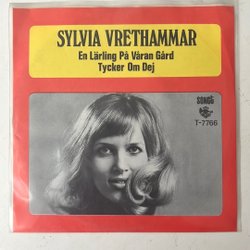 SYLVIA VRETHAMMAR
En Lärling På Våran Gård
Tycker Om Dej
SONET
T-7766